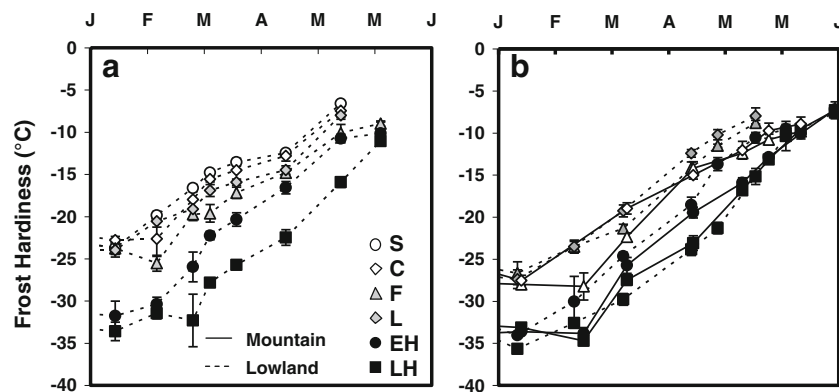 J F M A M J J
J F M A M J J
a
b
Frost Hardiness (°C)
0
-5
-10
-15
-20
-25
-30
-35
-40
0
-5
-10
-15
-20
-25
-30
-35
-40
S
C
F
L
EH
LH
Mountain
Lowland